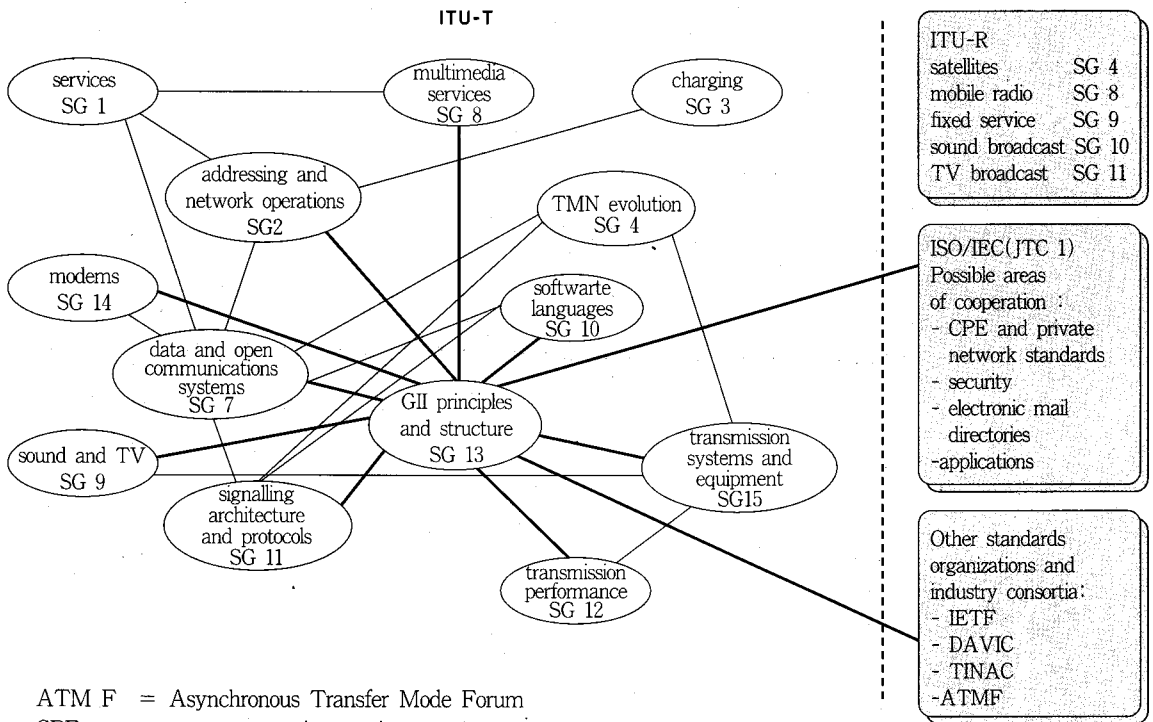 ITU-T
services
SG 1
multimedia
services
SG 8
charging
SG 3
addressing and
network operations
SG2
TMN evolution
SG 4
modems
SG 14
softwarte
languages
SG 10
data and open
communications
systems
SG 7
GII principles
and structure
SG 13
sound and TV
SG 9
transmission
systems and
equipment
SG15
signalling
architecture
and protocols
SG 11
transmission
performance
SG 12
ITU-R
satellites SG 4
mobile radio SG 8
fixed service SG 9
sound broadcast SG 10
TV broadcast SG 11
ISO/IEC(JTC 1)
Possible areas
of cooperation :
- CPE and private
network standards
- security
- electronic mail
directories
-applications
Other standards
organizations and
industry consortia:
- IETF
- DAVIC
- TINAC
-ATMF
ATM F = Asynchronous Transfer Mode Forum